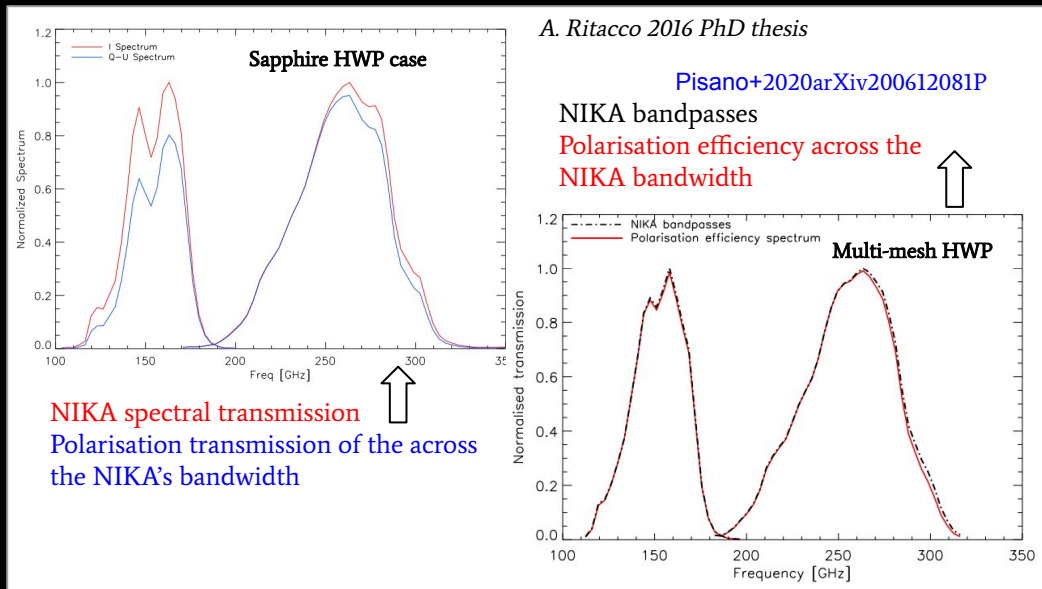 A. Ritacco 2016 PhD thesis
Pisano+2020arXiv200612081P
NIKA bandpasses
Polarisation efficiency across the
NIKA bandwidth
I Spectrum
Q-U Spectrum
Sapphire HWP case
Normalized Spectrum
1.2
1.0
0.8
0.6
0.4
0.2
0.0
100 150 200 250 300 35
Freq [GHz]
NIKA spectral transmission
Polarisation transmission of the across
the NIKA's bandwidth
NIKA bandpasses
Polarisation efficiency spectrum
Multi-mesh HWP
Normalised transmission
1.2
1.0
0.8
0.6
0.4
0.2
0.0
100 150 200 250 300 350
Frequency [GHz]